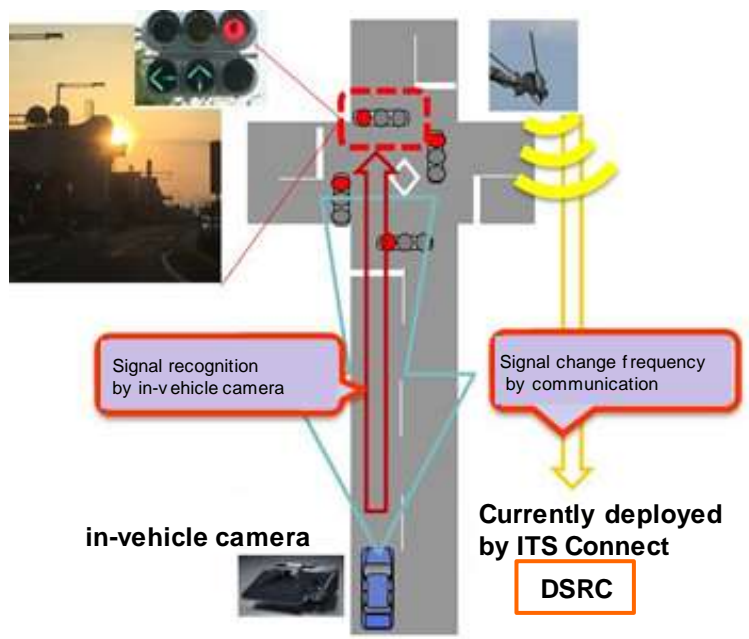 Signal recognition
by in-vehicle camera
Signal change frequency
by communication
in-vehicle camera
Currently deployed
by ITS Connect
DSRC